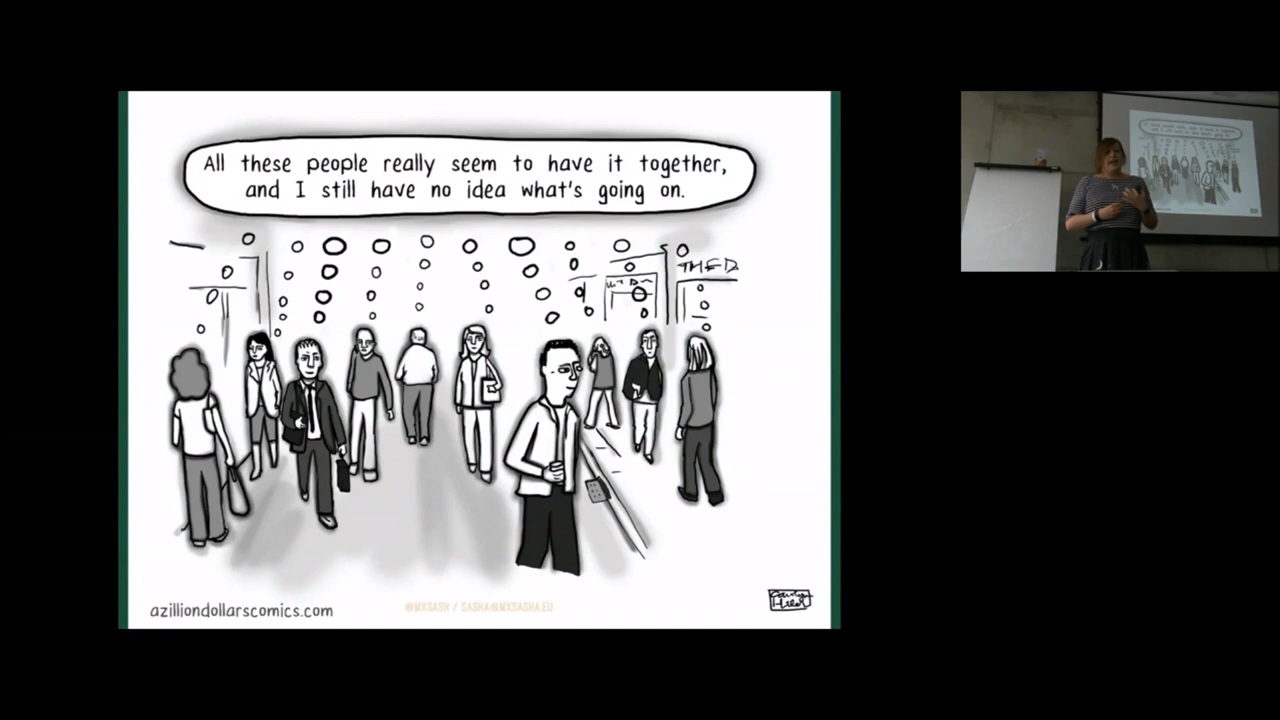 All these people really seem to have it together,
and I still have no idea what's going on.
THED
azilliondollarscomics.com
@MXSASH / SASHA@MXSASHA.EU